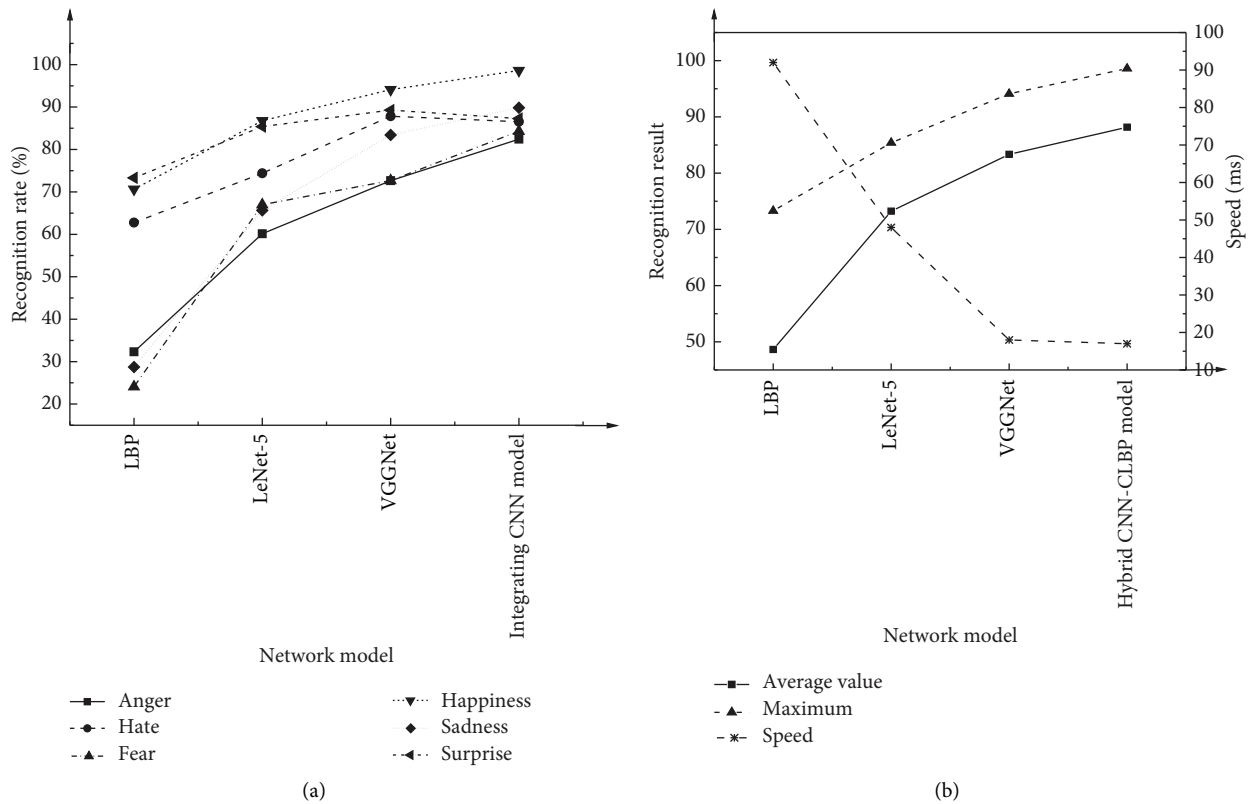 100
90
80
70
60
50
40
30
20
Recognition rate (%)
LBP
LeNet-5
VGGNet
Integrating CNN model
Network model
Anger
Hate
Fear
Happiness
Sadness
Surprise
(a)
100
90
80
70
60
50
Recognition result
100
90
80
70
60
50
40
30
20
10
Speed (ms)
LBP
LeNet-5
VGGNet
Hybrid CNN-CLBP model
Network model
Average value
Maximum
Speed
(b)